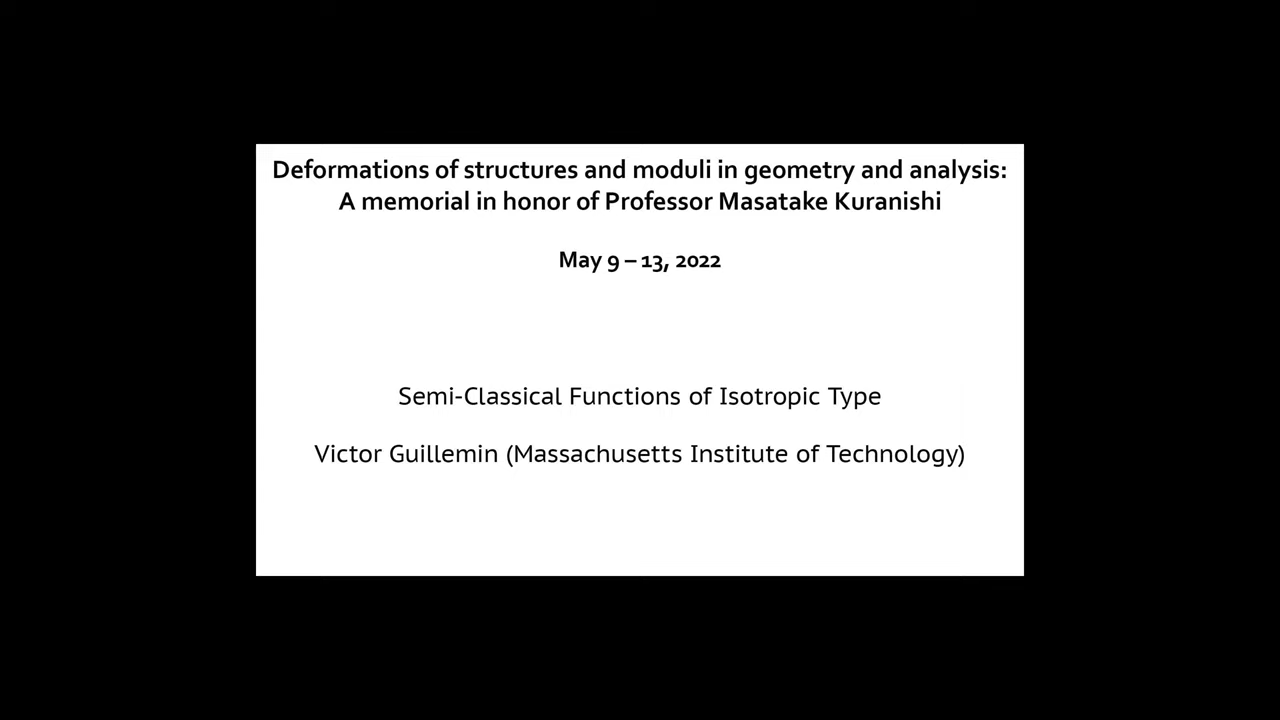 Deformations of structures and moduli in geometry and analysis:
A memorial in honor of Professor Masatake Kuranishi
May 9 – 13, 2022
Semi-Classical Functions of Isotropic Type
Victor Guillemin (Massachusetts Institute of Technology)